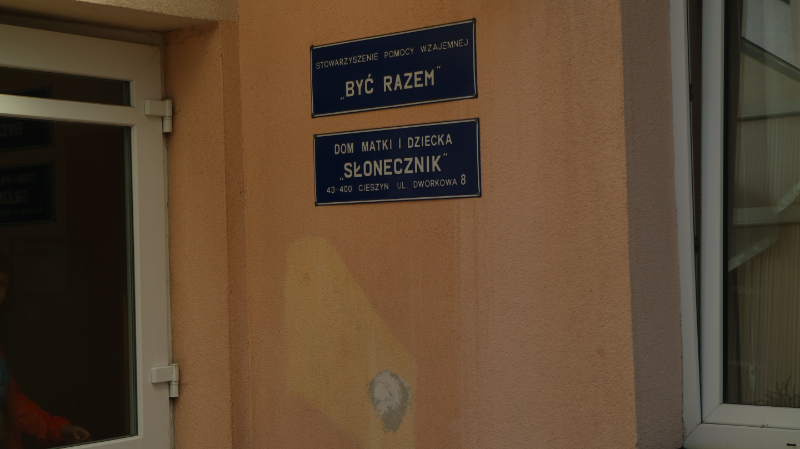 STOWARZYSZENIE POMOCY WZAJEMNEJ
„BYĆ RAZEM"
DOM MATKI I DZIECKA
„SŁONECZNIK"
43-400 CIESZYN UL. DWORKOWA 8